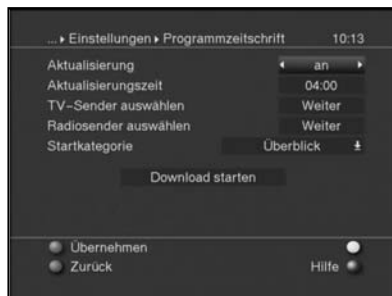 ... ▸ Einstellungen ▸ Programmzeitschrift 10:13
Aktualisierung an
Aktualisierungszeit 04:00
TV-Sender auswählen Weiter
Radiosender auswählen Weiter
Startkategorie Überblick
Download starten
Übernehmen
Zurück Hilfe